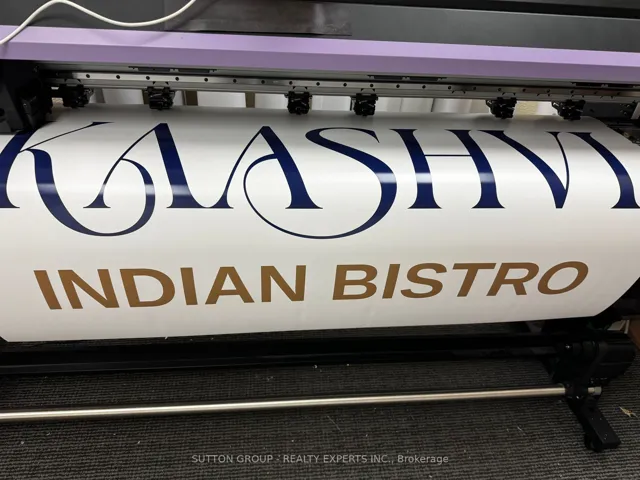 KAASHVI
INDIAN BISTRO
SUTTON GROUP - REALTY EXPERTS INC., Brokerage